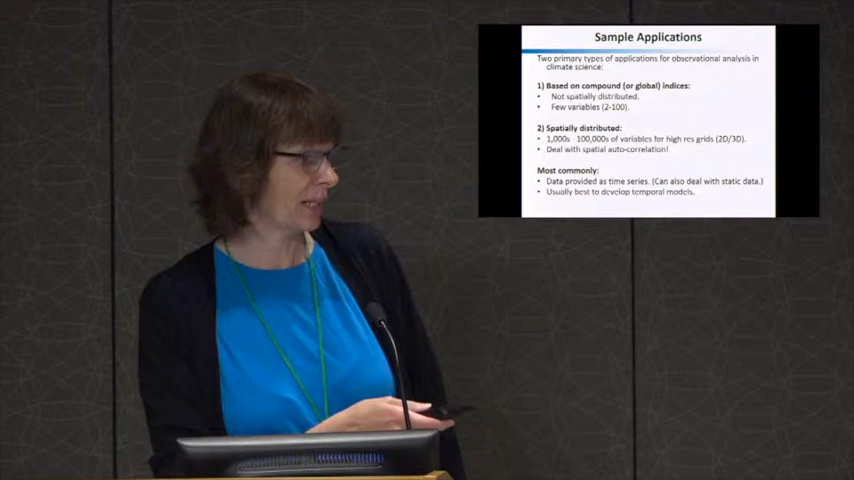 Sample Applications
Two primary types of applications for observational analysis in
climate science:
1) Based on compound (or global) indices:
• Not spatially distributed.
• Few variables (2-100).
2) Spatially distributed:
• 1,000s - 100,000s of variables for high res grids (2D/3D).
• Deal with spatial auto-correlation!
Most commonly:
• Data provided as time series. (Can also deal with static data.)
• Usually best to develop temporal models.